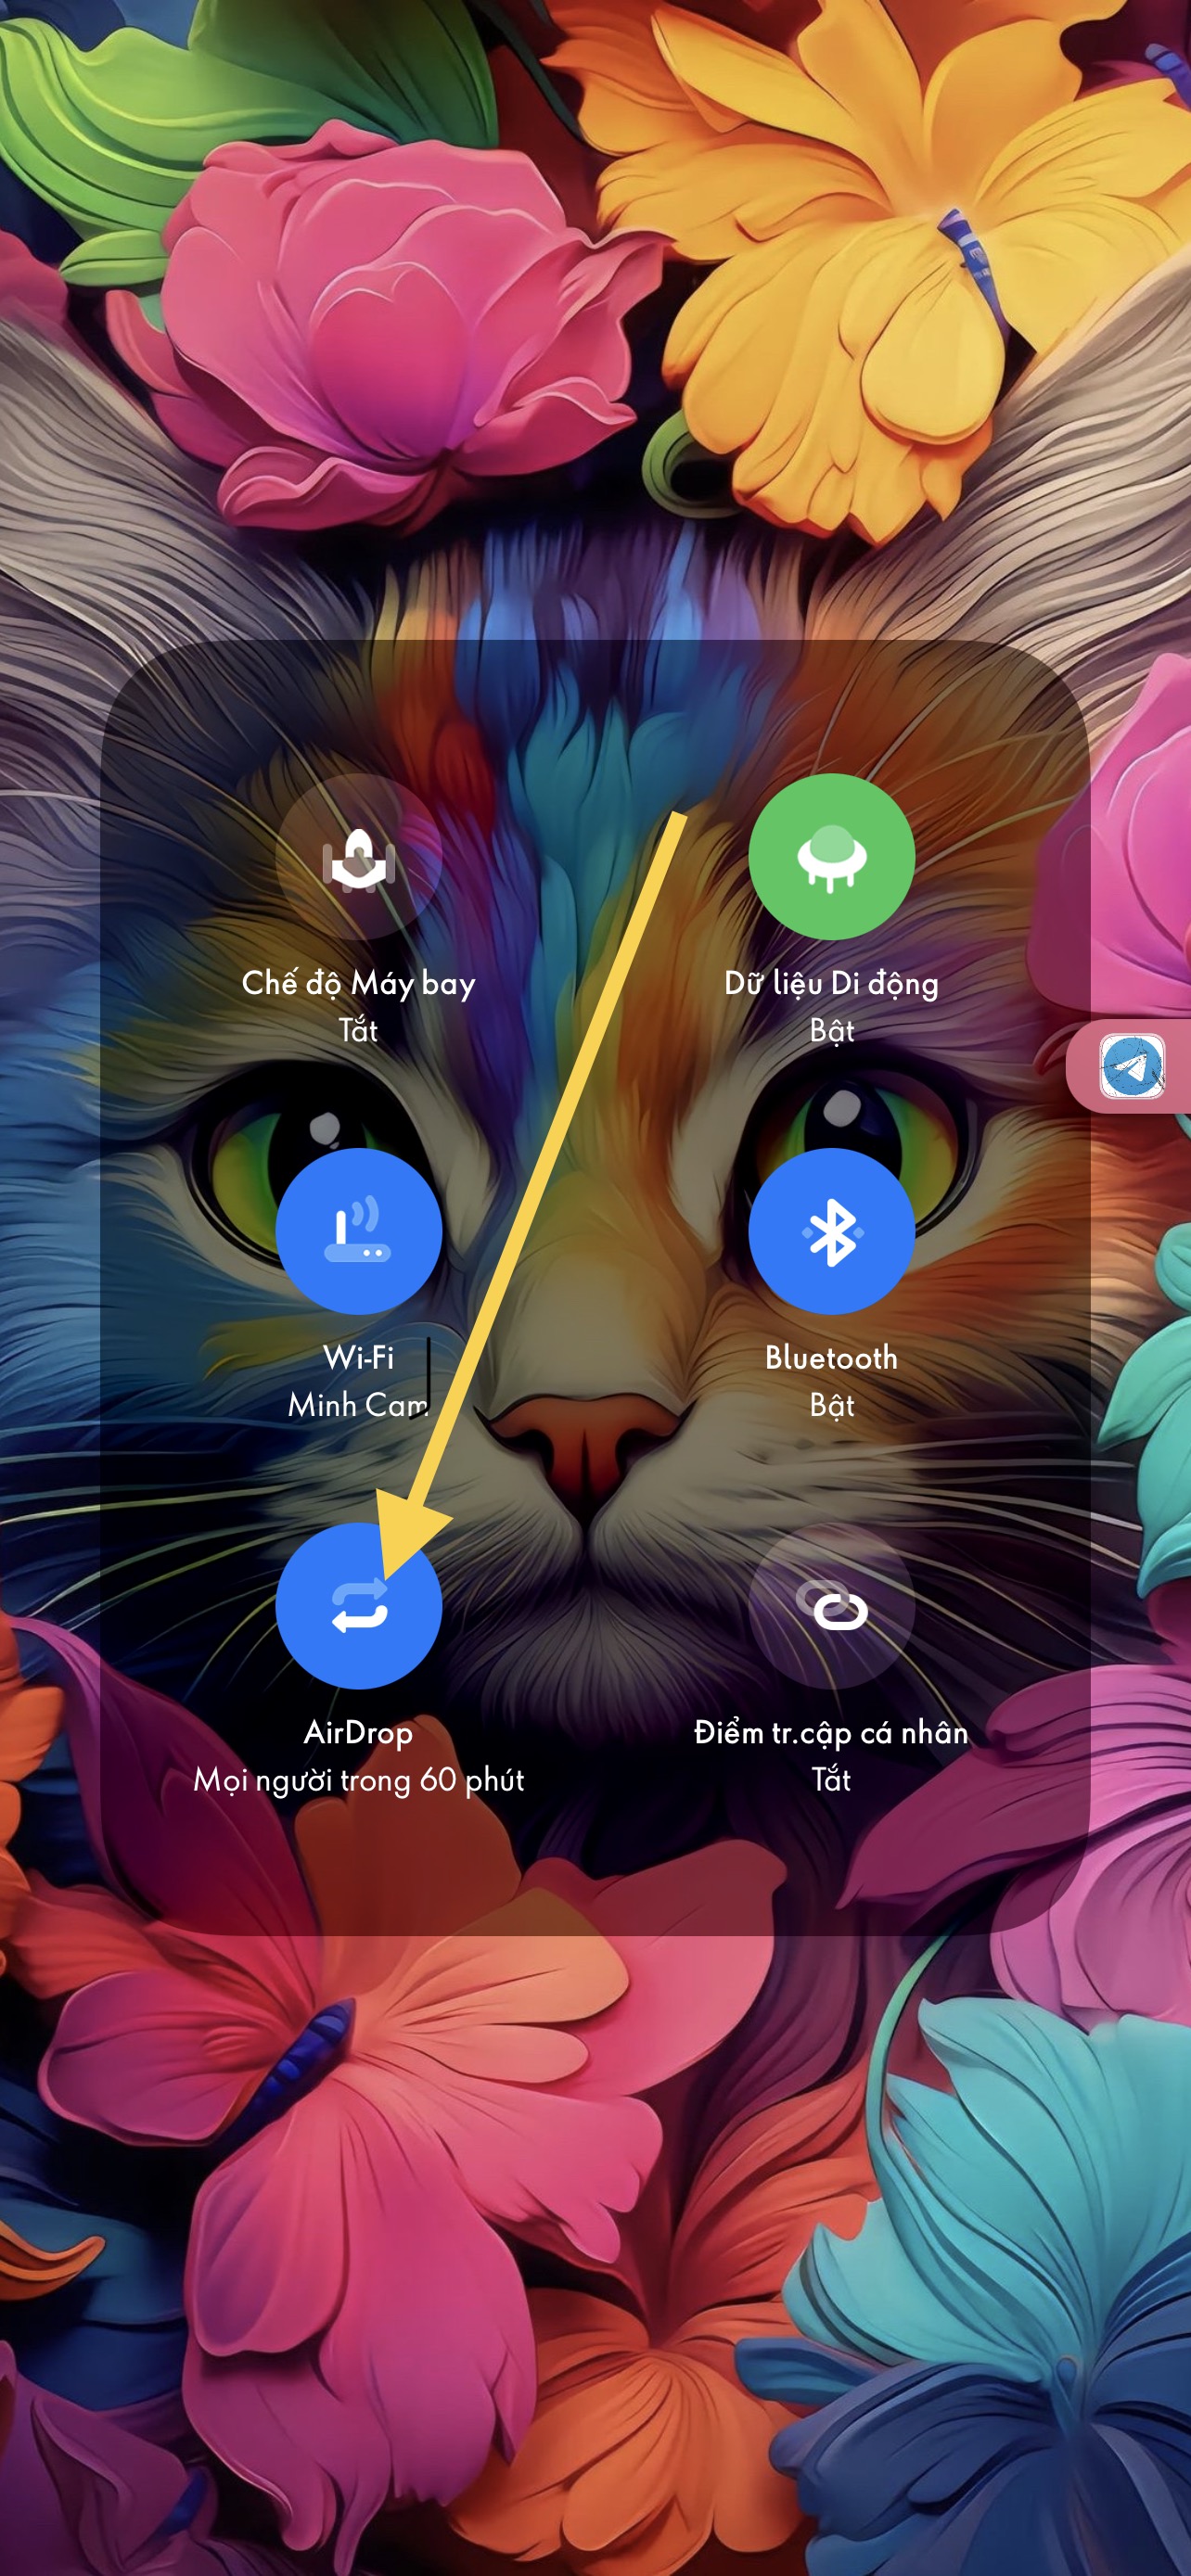 Chế độ Máy bay
Tắt
Dữ liệu Di động
Bật
Wi-Fi
Minh Cam
Bluetooth
Bật
AirDrop
Mọi người trong 60 phút
Điểm tr.cập cá nhân
Tắt